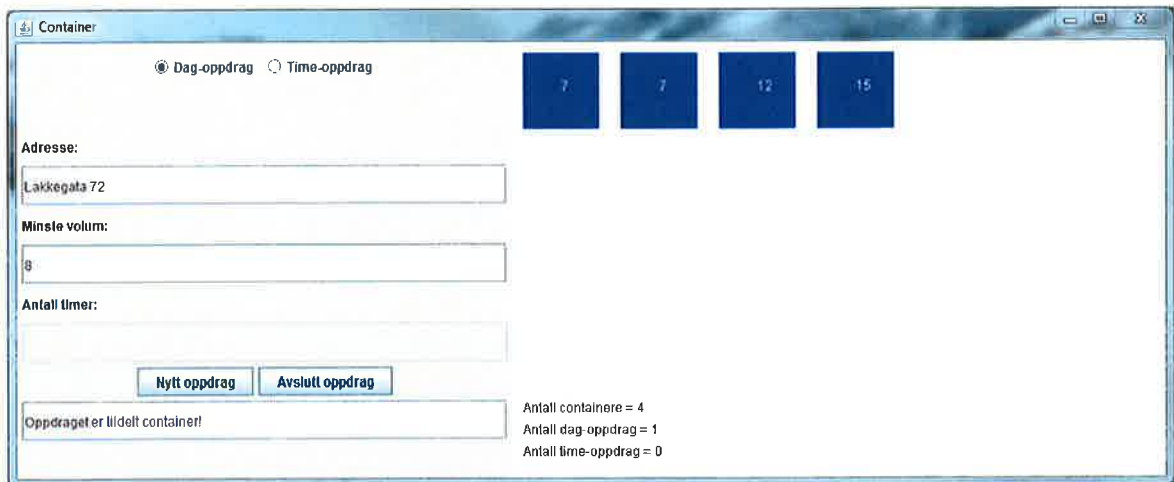 Container
Dag-oppdrag Time-oppdrag
7 7 12 15
Adresse:
Lakkegata 72
Minste volum:
8
Antall timer:
Nytt oppdrag Avslutt oppdrag
Oppdraget er tildelt container!
Antall containere = 4
Antall dag-oppdrag = 1
Antall time-oppdrag = 0